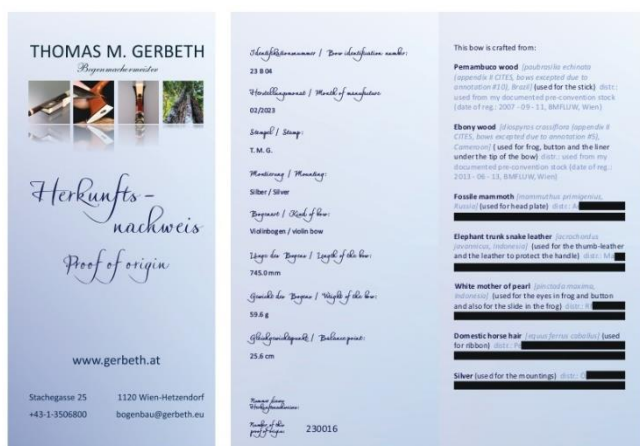 THOMAS M. GERBETH
Bogenmachermeister
Herkunfts-
nachweis
Proof of origin
www.gerbeth.at
Stachegasse 25 1120 Wien-Hetzendorf
+43-1-3506800 bogenbau@gerbeth.eu
Identifikationsnummer / Bow identification number:
23 B 04
Herstellungsmonat / Month of manufacture
02/2023
Stempel / Stamp:
T. M. G.
Montierung / Mounting:
Silber / Silver
Bogenart / Kind of bow:
Violinbogen / violin bow
Länge des Bogens / Length of the bow:
745.0 mm
Gewicht des Bogens / Weight of the bow:
59.6 g
Gleichgewichtspunkt / Balance point:
25.6 cm
Nummer dieses
Number of this
proof of origin: 230016
This bow is crafted from:
Pernambuco wood [paubrasilia echinata
(appendix II CITES, bows excepted due to
annotation #10), Brazil] (used for the stick) distr.:
used from my documented pre-convention stock
(date of reg.: 2007 - 09 - 11, BMFLUW, Wien)
Ebony wood [diospyros crassiflora (appendix II
CITES, bows excapted due to annotation #5),
Cameroon] ( used for frog, button and the liner
under the tip of the bow) distr.: used from my
documented pre-convention stock (date of reg.:
2013 - 06 - 13, BMFLUW, Wien)
Fossile mammoth [mammuthus primigenius,
Russia] (used for head plate) distr.:
Elephant trunk snake leather [acrochordus
javannicus, Indonesia] (used for the thumb-leather
and the leather to protect the handle) distr.: Ma
White mother of pearl [pinctada maxima,
Indonesia] (used for the eyes in frog and button
and also for the slide in the frog) distr.:
Domestic horse hair [equus ferrus caballus] (used
for ribbon) distr.:
Silver (used for the mountings) distr.: